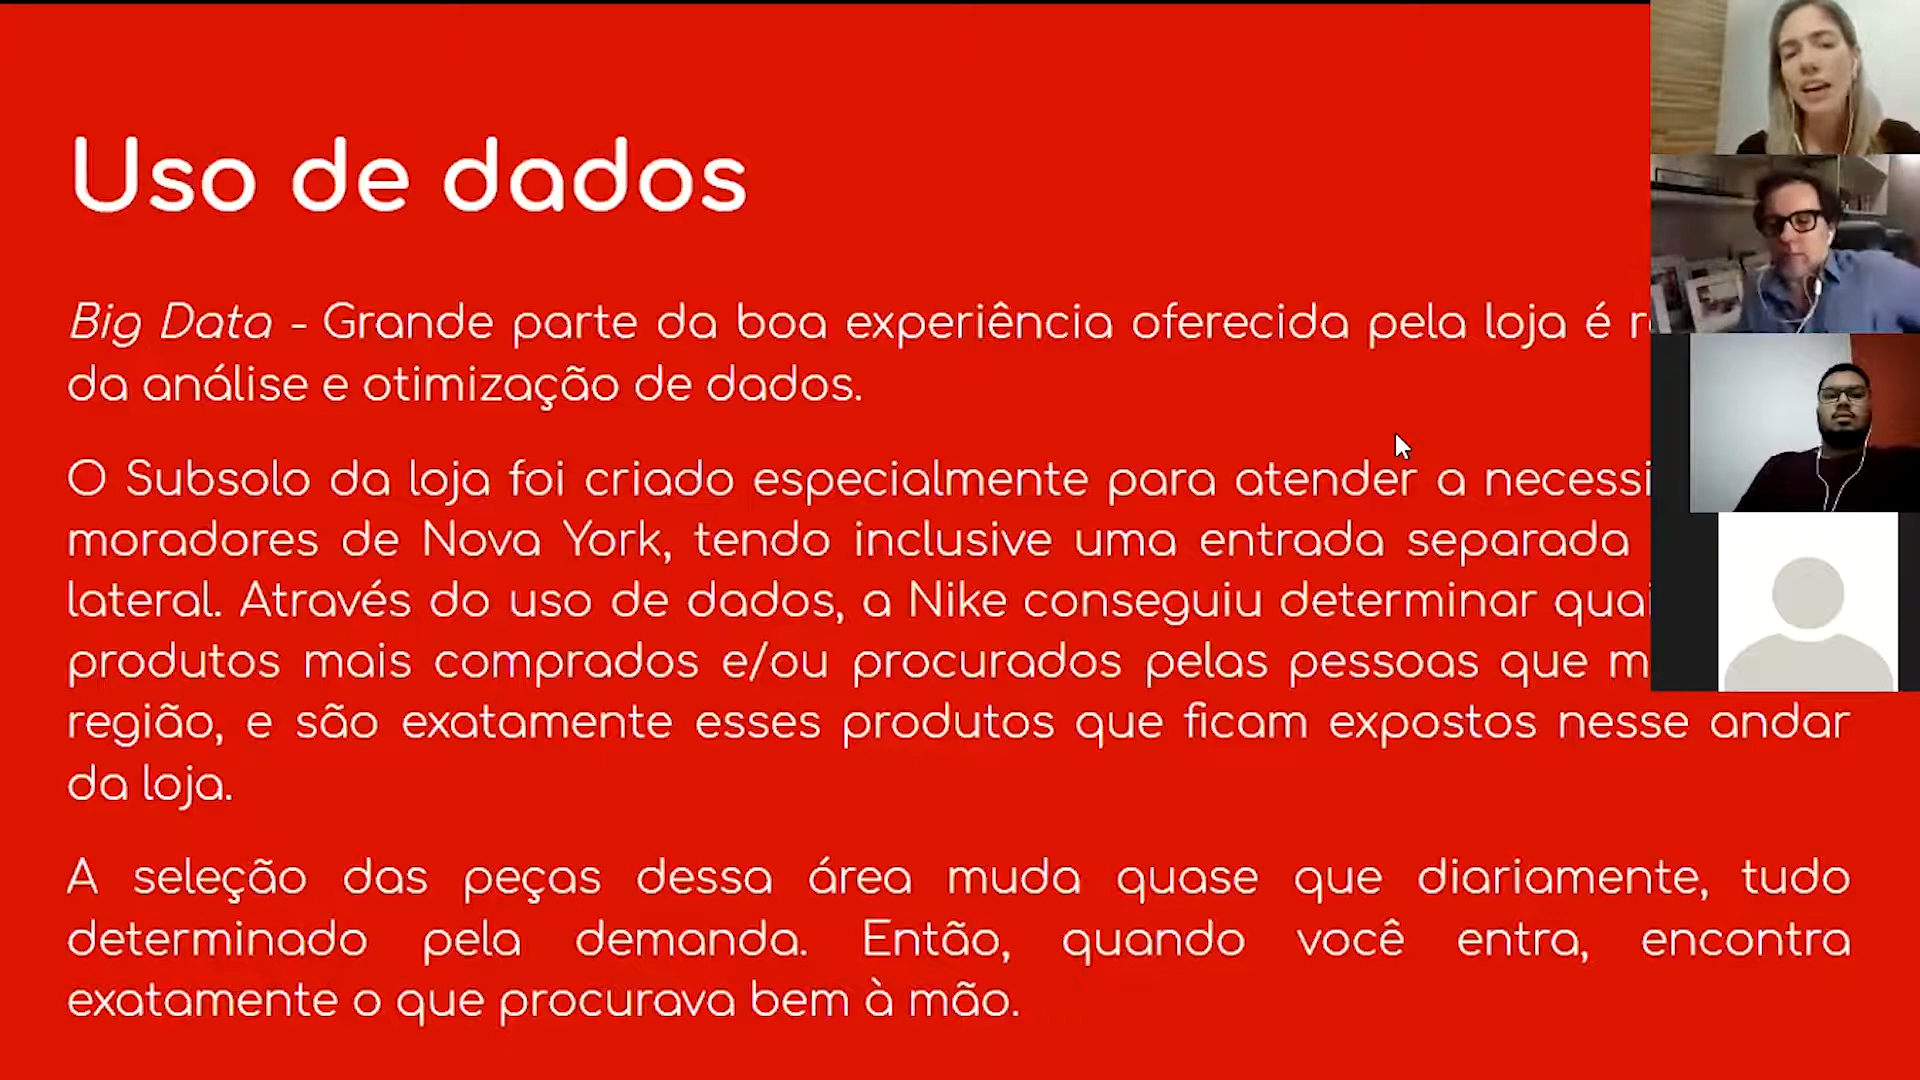 Uso de dados
Big Data - Grande parte da boa experiência oferecida pela loja é
da análise e otimização de dados.
O Subsolo da loja foi criado especialmente para atender a
moradores de Nova York, tendo inclusive uma entrada separada
lateral. Através do uso de dados, a Nike conseguiu determinar
produtos mais comprados e/ou procurados pelas pessoas que
região, e são exatamente esses produtos que ficam expostos nesse andar
da loja.
A seleção das peças dessa área muda quase que diariamente, tudo
determinado pela demanda. Então, quando você entra, encontra
exatamente o que procurava bem à mão.